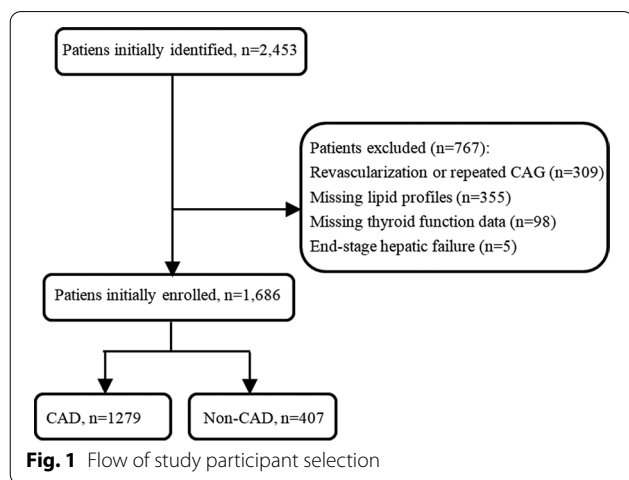 Patiens initially identified, n=2,453
Patients excluded (n=767):
Revascularization or repeated CAG (n=309)
Missing lipid profiles (n=355)
Missing thyroid function data (n=98)
End-stage hepatic failure (n=5)
Patiens initially enrolled, n=1,686
CAD, n=1279
Non-CAD, n=407
Fig. 1 Flow of study participant selection